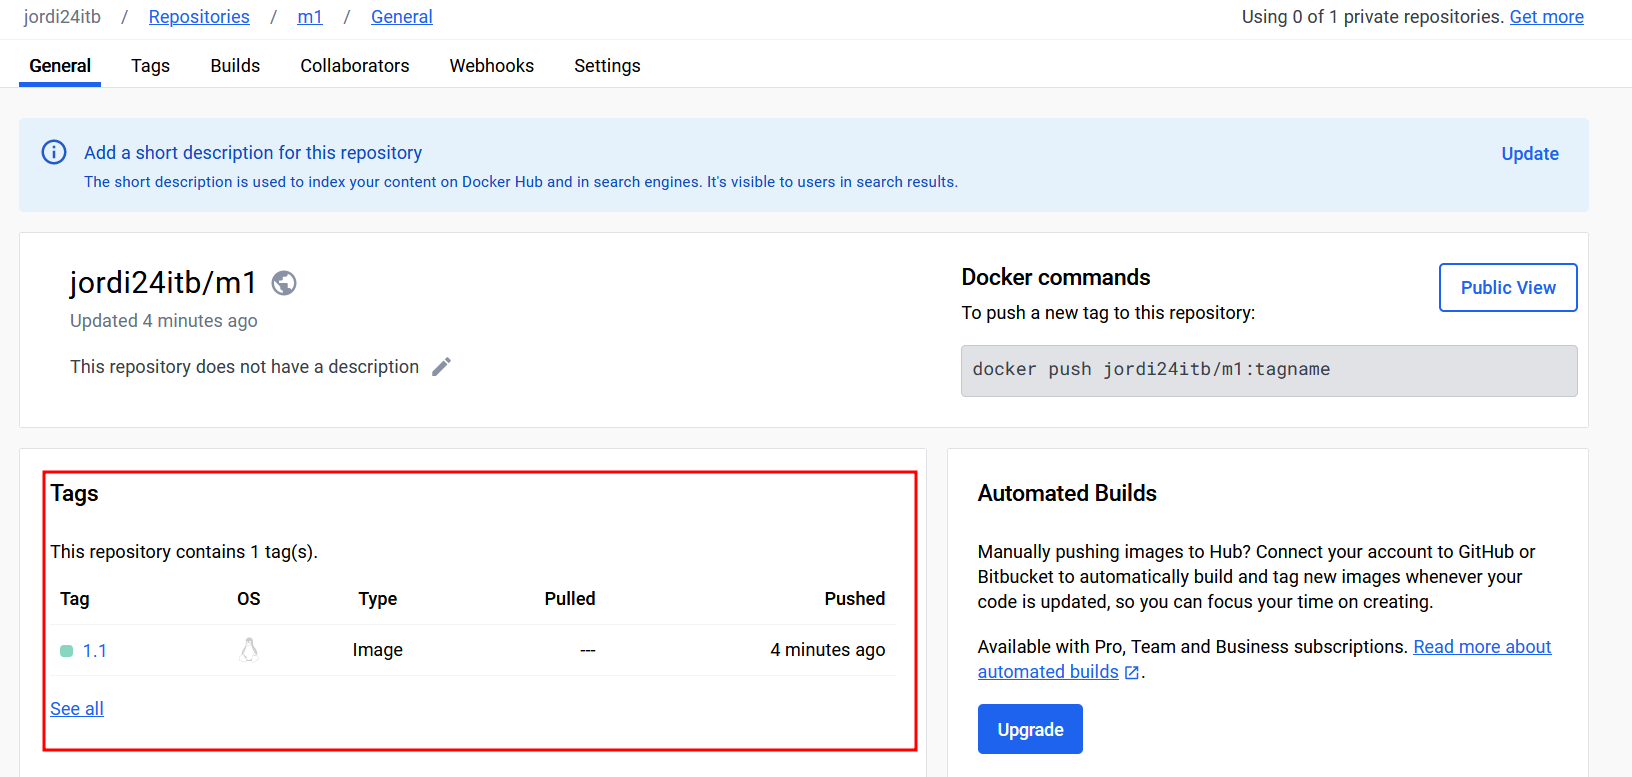 jordi24itb / Repositories / m1 / General
Using 0 of 1 private repositories. Get more
General Tags Builds Collaborators Webhooks Settings
Add a short description for this repository
Update
The short description is used to index your content on Docker Hub and in search engines. It's visible to users in search results.
jordi24itb/m1
Updated 4 minutes ago
This repository does not have a description
Docker commands
Public View
To push a new tag to this repository:
docker push jordi24itb/m1:tagname
Tags
This repository contains 1 tag(s).
Tag OS Type Pulled Pushed
1.1 Image --- 4 minutes ago
See all
Automated Builds
Manually pushing images to Hub? Connect your account to GitHub or
Bitbucket to automatically build and tag new images whenever your
code is updated, so you can focus your time on creating.
Available with Pro, Team and Business subscriptions. Read more about
automated builds .
Upgrade